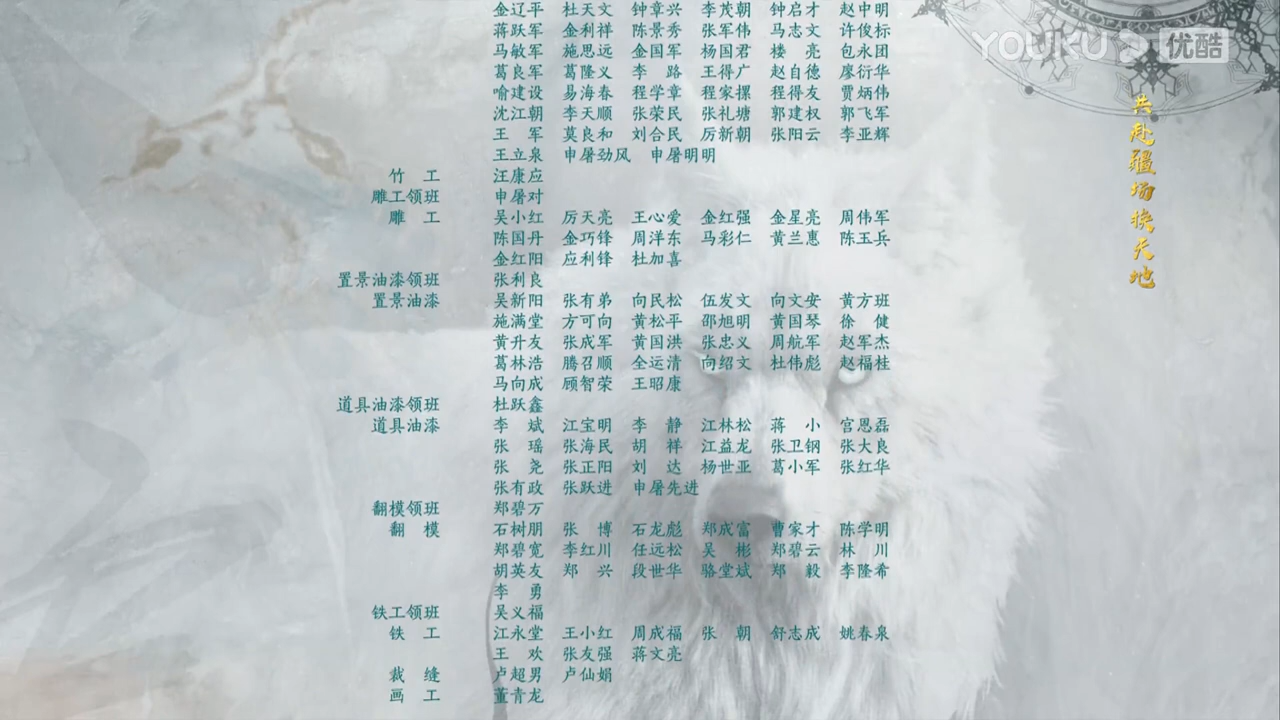 金辽平 杜天文 钟章兴 李茂朝 钟启才 赵中明
蒋跃军 金利祥 陈景秀 张军伟 马志文 许俊标
马敏军 施思远 金国军 杨国君 楼 亮 包永团
葛良军 葛隆义 李 路 王得广 赵自德 廖衍华
喻建设 易海春 程学章 程家摞 程得友 贾炳伟
沈江朝 李天顺 张荣民 张礼塘 郭建权 郭飞军
王 军 莫良和 刘合民 厉新朝 张阳云 李亚辉
王立泉 申屠劲风 申屠明明
竹 工 汪康应
雕工领班 申屠对
雕 工 吴小红 厉天亮 王心爱 金红强 金星亮 周伟军
陈国丹 金巧锋 周洋东 马彩仁 黄兰惠 陈玉兵
金红阳 应利锋 杜加喜
置景油漆领班 张利良
置景油漆 吴新阳 张有弟 向民松 伍发文 向文安 黄方班
施满堂 方可向 黄松平 邵旭明 黄国琴 徐 健
黄升友 张成军 黄国洪 张忠义 周航军 赵军杰
葛林浩 腾召顺 全运清 向绍文 杜伟彪 赵福桂
马向成 顾智荣 王昭康
道具油漆领班 杜跃鑫
道具油漆 李 斌 江宝明 李 静 江林松 蒋 小 宫恩磊
张 瑶 张海民 胡 祥 江益龙 张卫钢 张大良
张 尧 张正阳 刘 达 杨世亚 葛小军 张红华
张有政 张跃进 申屠先进
翻模领班 郑碧万
翻 模 石树朋 张 博 石龙彪 郑成富 曹家才 陈学明
郑碧宽 李红川 任远松 吴 彬 郑碧云 林 川
胡英友 郑 兴 段世华 骆堂斌 郑 毅 李隆希
李 勇
铁工领班 吴义福
铁 工 江永堂 王小红 周成福 张 朝 舒志成 姚春泉
王 欢 张友强 蒋文亮
裁 缝 卢超男 卢仙娟
画 工 董青龙
YOUKU 优酷
共赴疆场换天地